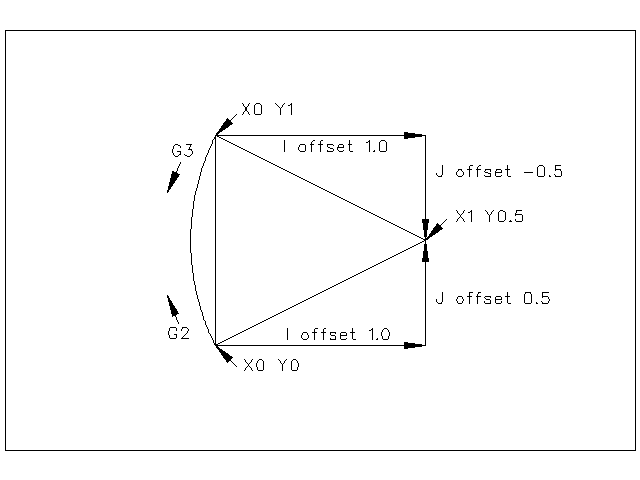 X0 Y1
G3
I offset 1.0
J offset -0.5
X1 Y0.5
J offset 0.5
G2
I offset 1.0
X0 Y0